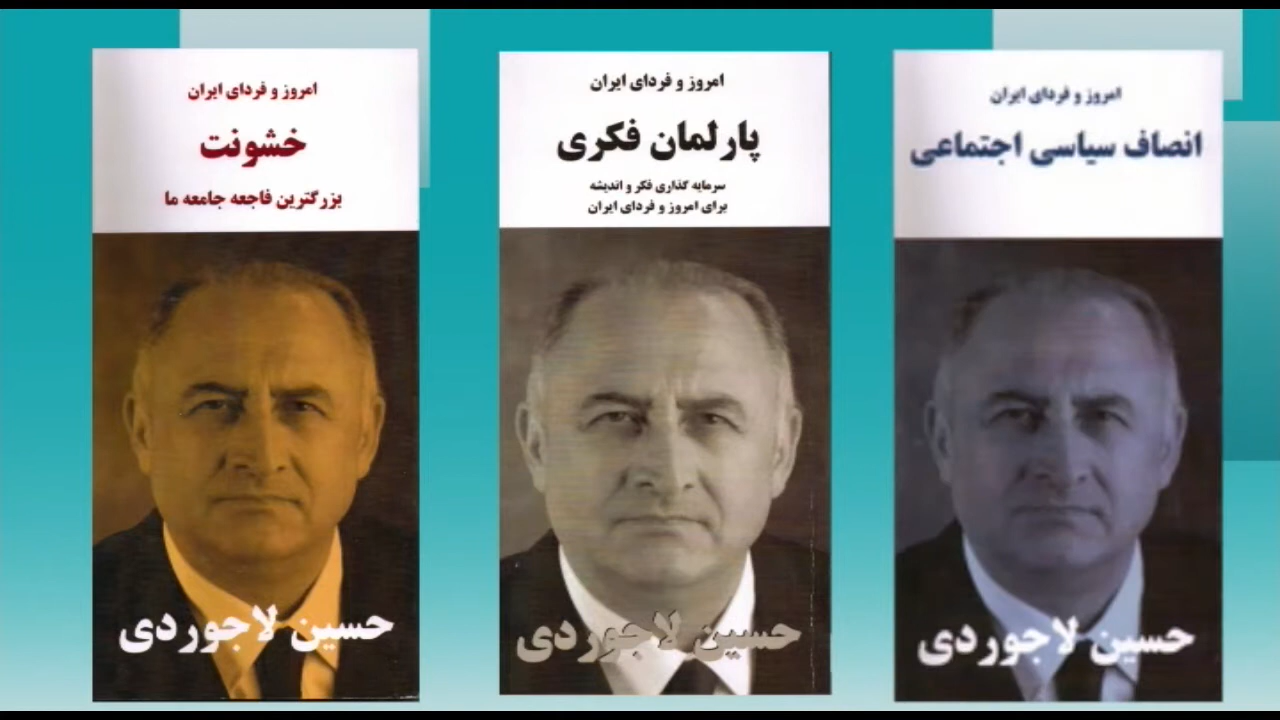 امروز و فردای ایران
خشونت
بزرگترین فاجعه جامعه ما
حسین لاجوردی
امروز و فردای ایران
پارلمان فکری
سرمایه گذاری فکر و اندیشه
برای امروز و فردای ایران
حسین لاجوردی
امروز و فردای ایران
انصاف سیاسی اجتماعی
حسین لاجوردی